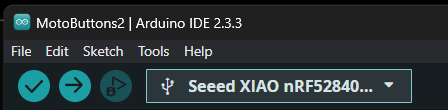 MotoButtons2 | Arduino IDE 2.3.3
File Edit Sketch Tools Help
Seeed XIAO nRF52840...